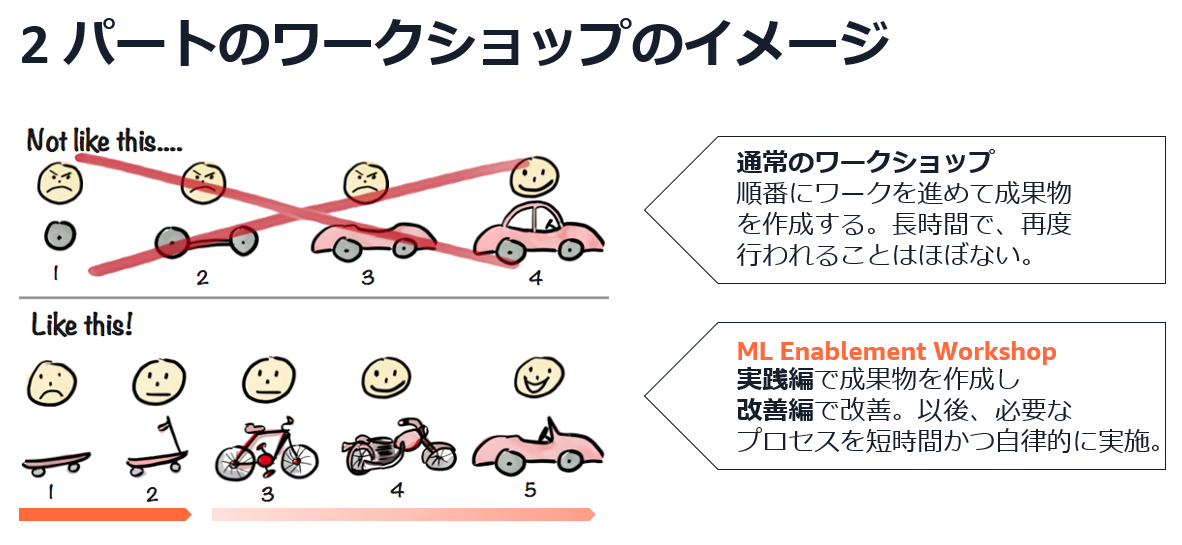 2 パートのワークショップのイメージ
Not like this....
1
2
3
4
通常のワークショップ
順番にワークを進めて成果物
を作成する。長時間で、再度
行われることはほぼない。
Like this!
1
2
3
4
5
ML Enablement Workshop
実践編で成果物を作成し
改善編で改善。以後、必要な
プロセスを短時間かつ自律的に実施。